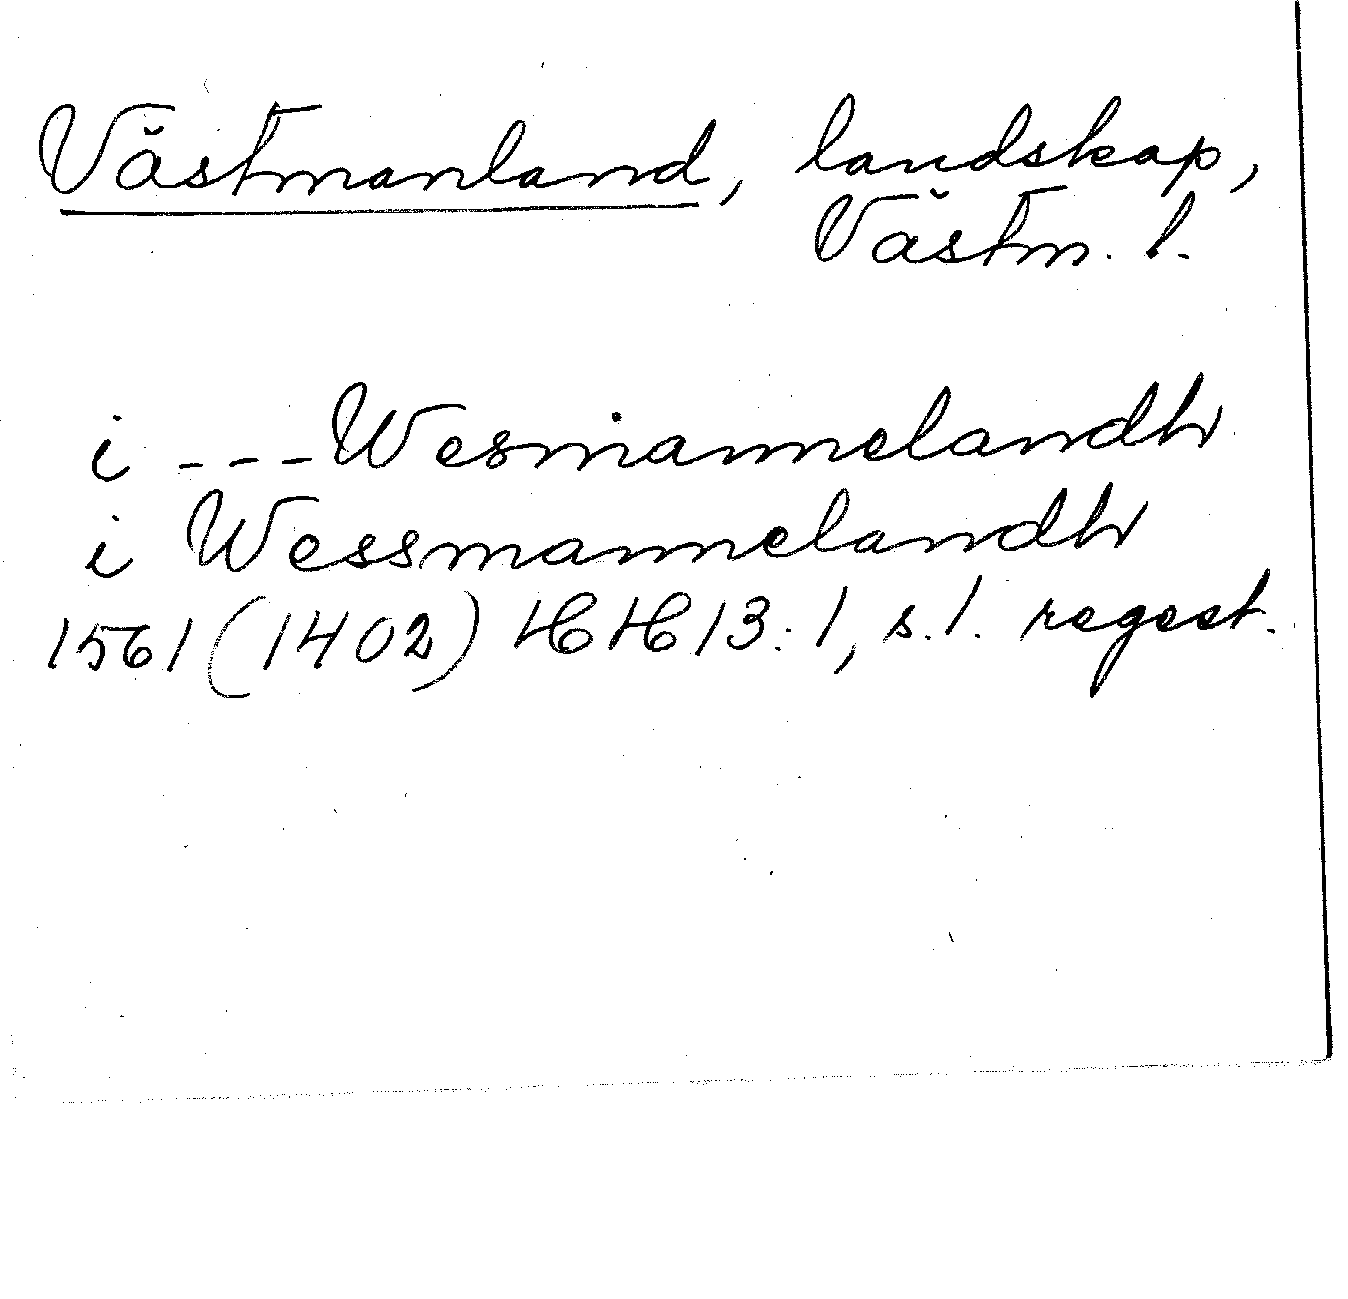 Västmanland, landskap,
Västm. l.
i --- Wesmannelandh
i Wessmannelandh
1561 (1402) HH 13:1, s.1. regest.